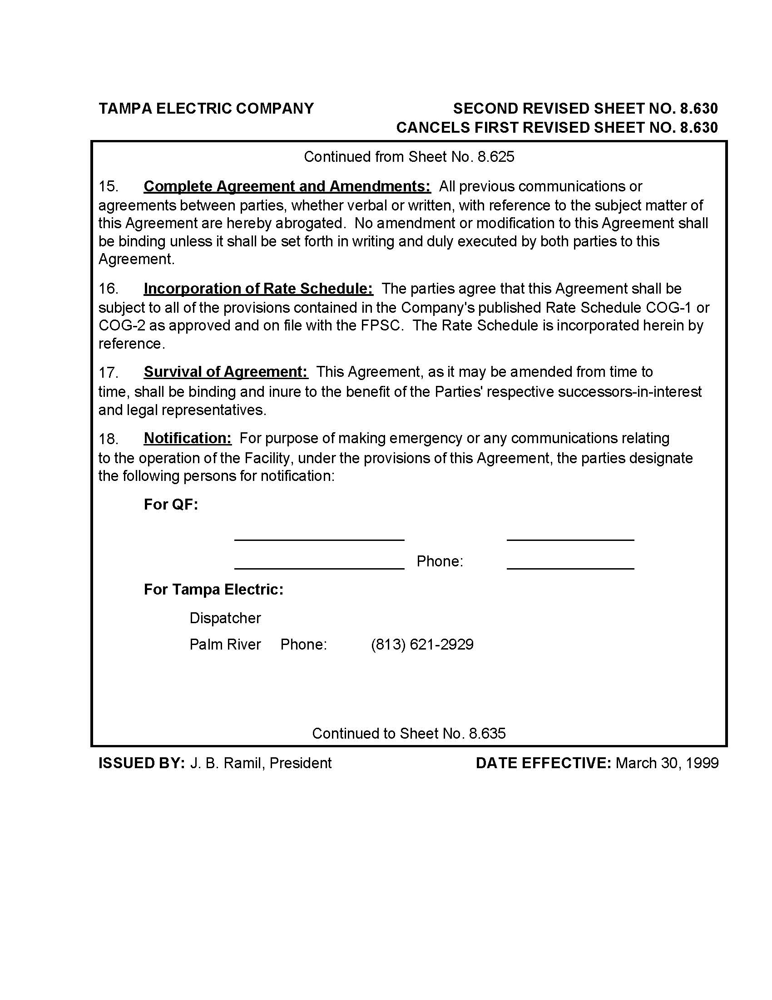 TAMPA ELECTRIC COMPANY
SECOND REVISED SHEET NO. 8.630
CANCELS FIRST REVISED SHEET NO. 8.630
Continued from Sheet No. 8.625
15. Complete Agreement and Amendments: All previous communications or
agreements between parties, whether verbal or written, with reference to the subject matter of
this Agreement are hereby abrogated. No amendment or modification to this Agreement shall
be binding unless it shall be set forth in writing and duly executed by both parties to this
Agreement.
16. Incorporation of Rate Schedule: The parties agree that this Agreement shall be
subject to all of the provisions contained in the Company's published Rate Schedule COG-1 or
COG-2 as approved and on file with the FPSC. The Rate Schedule is incorporated herein by
reference.
17. Survival of Agreement: This Agreement, as it may be amended from time to
time, shall be binding and inure to the benefit of the Parties' respective successors-in-interest
and legal representatives.
18. Notification: For purpose of making emergency or any communications relating
to the operation of the Facility, under the provisions of this Agreement, the parties designate
the following persons for notification:
For QF:
Phone:
For Tampa Electric:
Dispatcher
Palm River Phone: (813) 621-2929
Continued to Sheet No. 8.635
ISSUED BY: J. B. Ramil, President
DATE EFFECTIVE: March 30, 1999